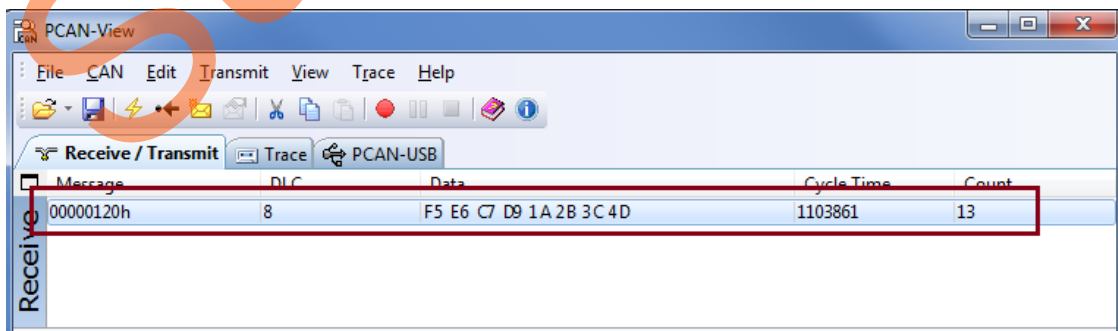 PCAN-View
File CAN Edit Transmit View Trace Help
Receive / Transmit Trace PCAN-USB
Message DLC Data Cycle Time Count
00000120h 8 F5 E6 C7 D9 1A 2B 3C 4D 1103861 13
Receive